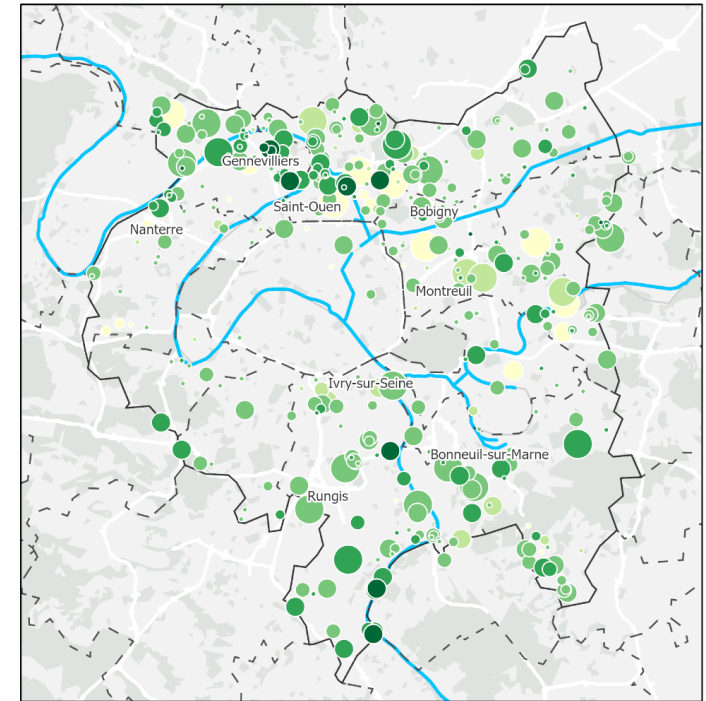 Gennevilliers
Saint-Ouen
Bobigny
Nanterre
Montreuil
Ivry-sur-Seine
Bonneuil-sur-Marne
Rungis